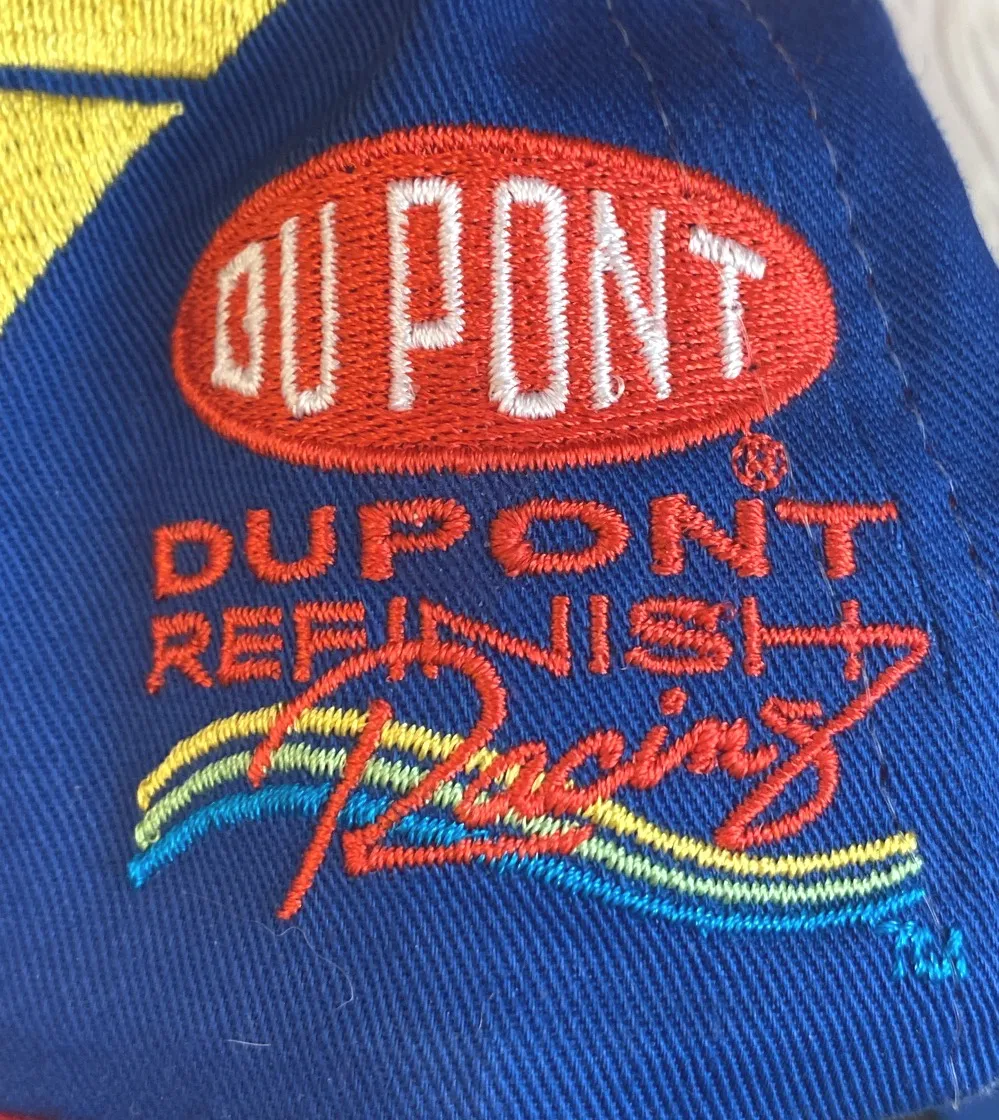 DUPONT
®
DUPONT
REFINISH
Racing
TM